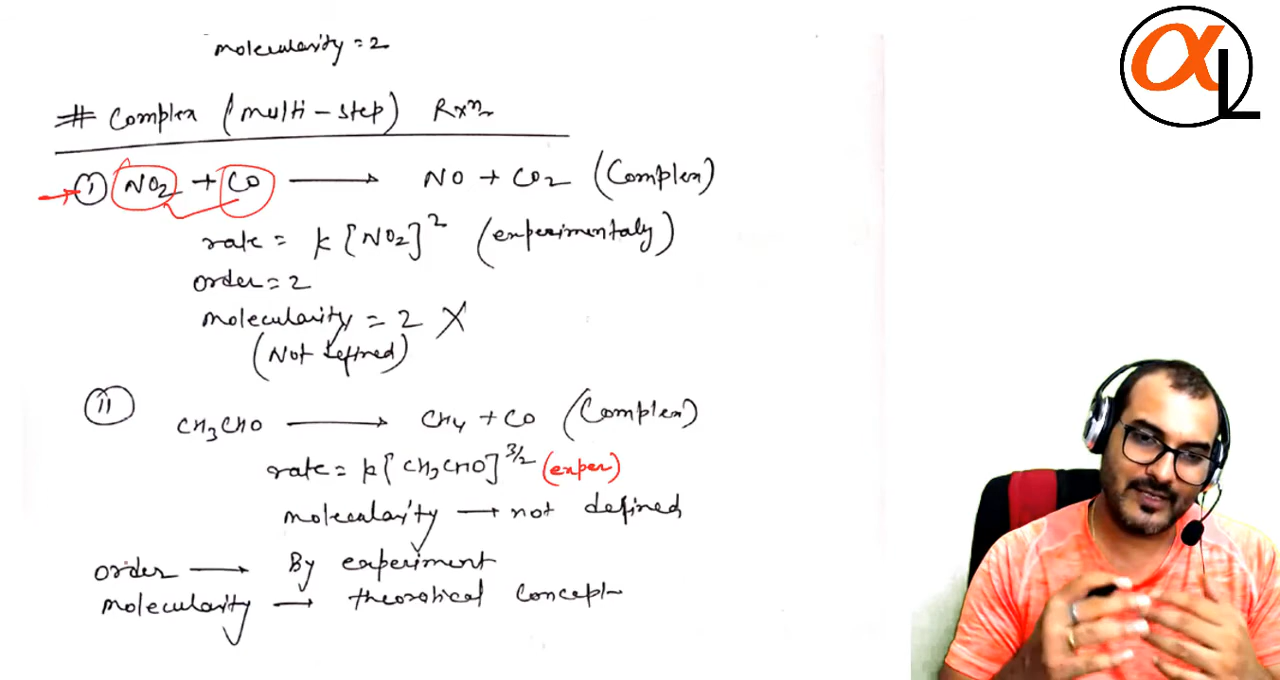 molecularity = 2
# Complex (multi-step) Rxn
(i) NO2 + CO ⟶ NO + CO2 (Complex)
rate = k [NO2]^2 (experimentaly)
order = 2
molecularity = 2 X
(Not defined)
(ii)
CH3CHO ⟶ CH4 + CO (Complex)
rate = k [CH3CHO]^3/2 (exper)
molecularity → not defined
order → By experiment
molecularity → theoratical concept
αL